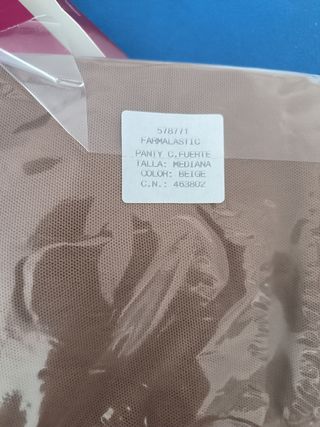 578771
FARMALASTIC
PANTY C.FUERTE
TALLA: MEDIANA
COLOR: BEIGE
C.N.: 463802